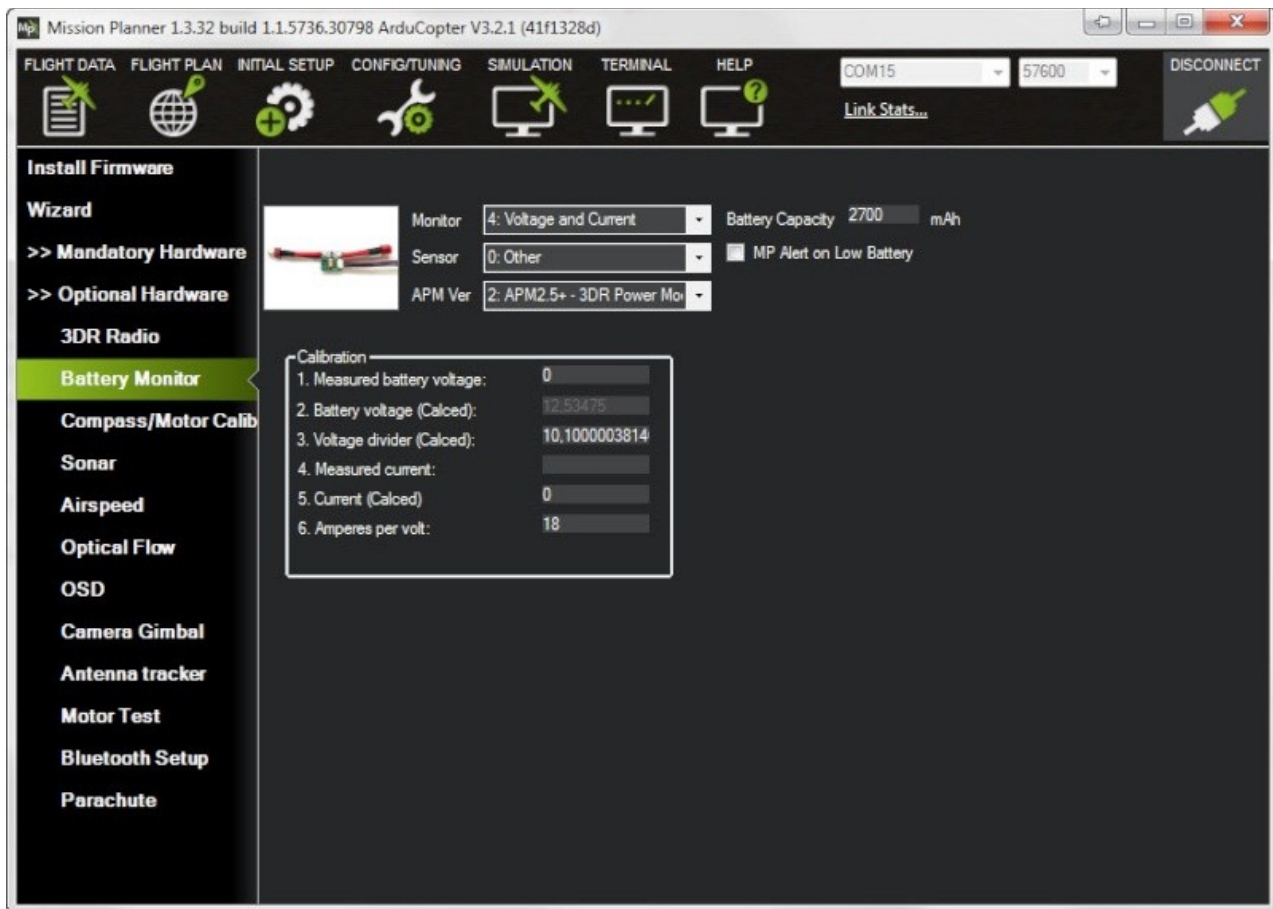 Mission Planner 1.3.32 build 1.1.5736.30798 ArduCopter V3.2.1 (41f1328d)
FLIGHT DATA FLIGHT PLAN INITIAL SETUP CONFIG/TUNING SIMULATION TERMINAL HELP COM15 57600 DISCONNECT
Link Stats...
Install Firmware
Wizard
>> Mandatory Hardware
>> Optional Hardware
3DR Radio
Battery Monitor
Compass/Motor Calib
Sonar
Airspeed
Optical Flow
OSD
Camera Gimbal
Antenna tracker
Motor Test
Bluetooth Setup
Parachute
Monitor 4: Voltage and Current Battery Capacity 2700 mAh
Sensor 0: Other MP Alert on Low Battery
APM Ver 2: APM2.5+ - 3DR Power Mo
Calibration
1. Measured battery voltage: 0
2. Battery voltage (Calced): 12,53475
3. Voltage divider (Calced): 10,1000003814
4. Measured current:
5. Current (Calced) 0
6. Amperes per volt: 18